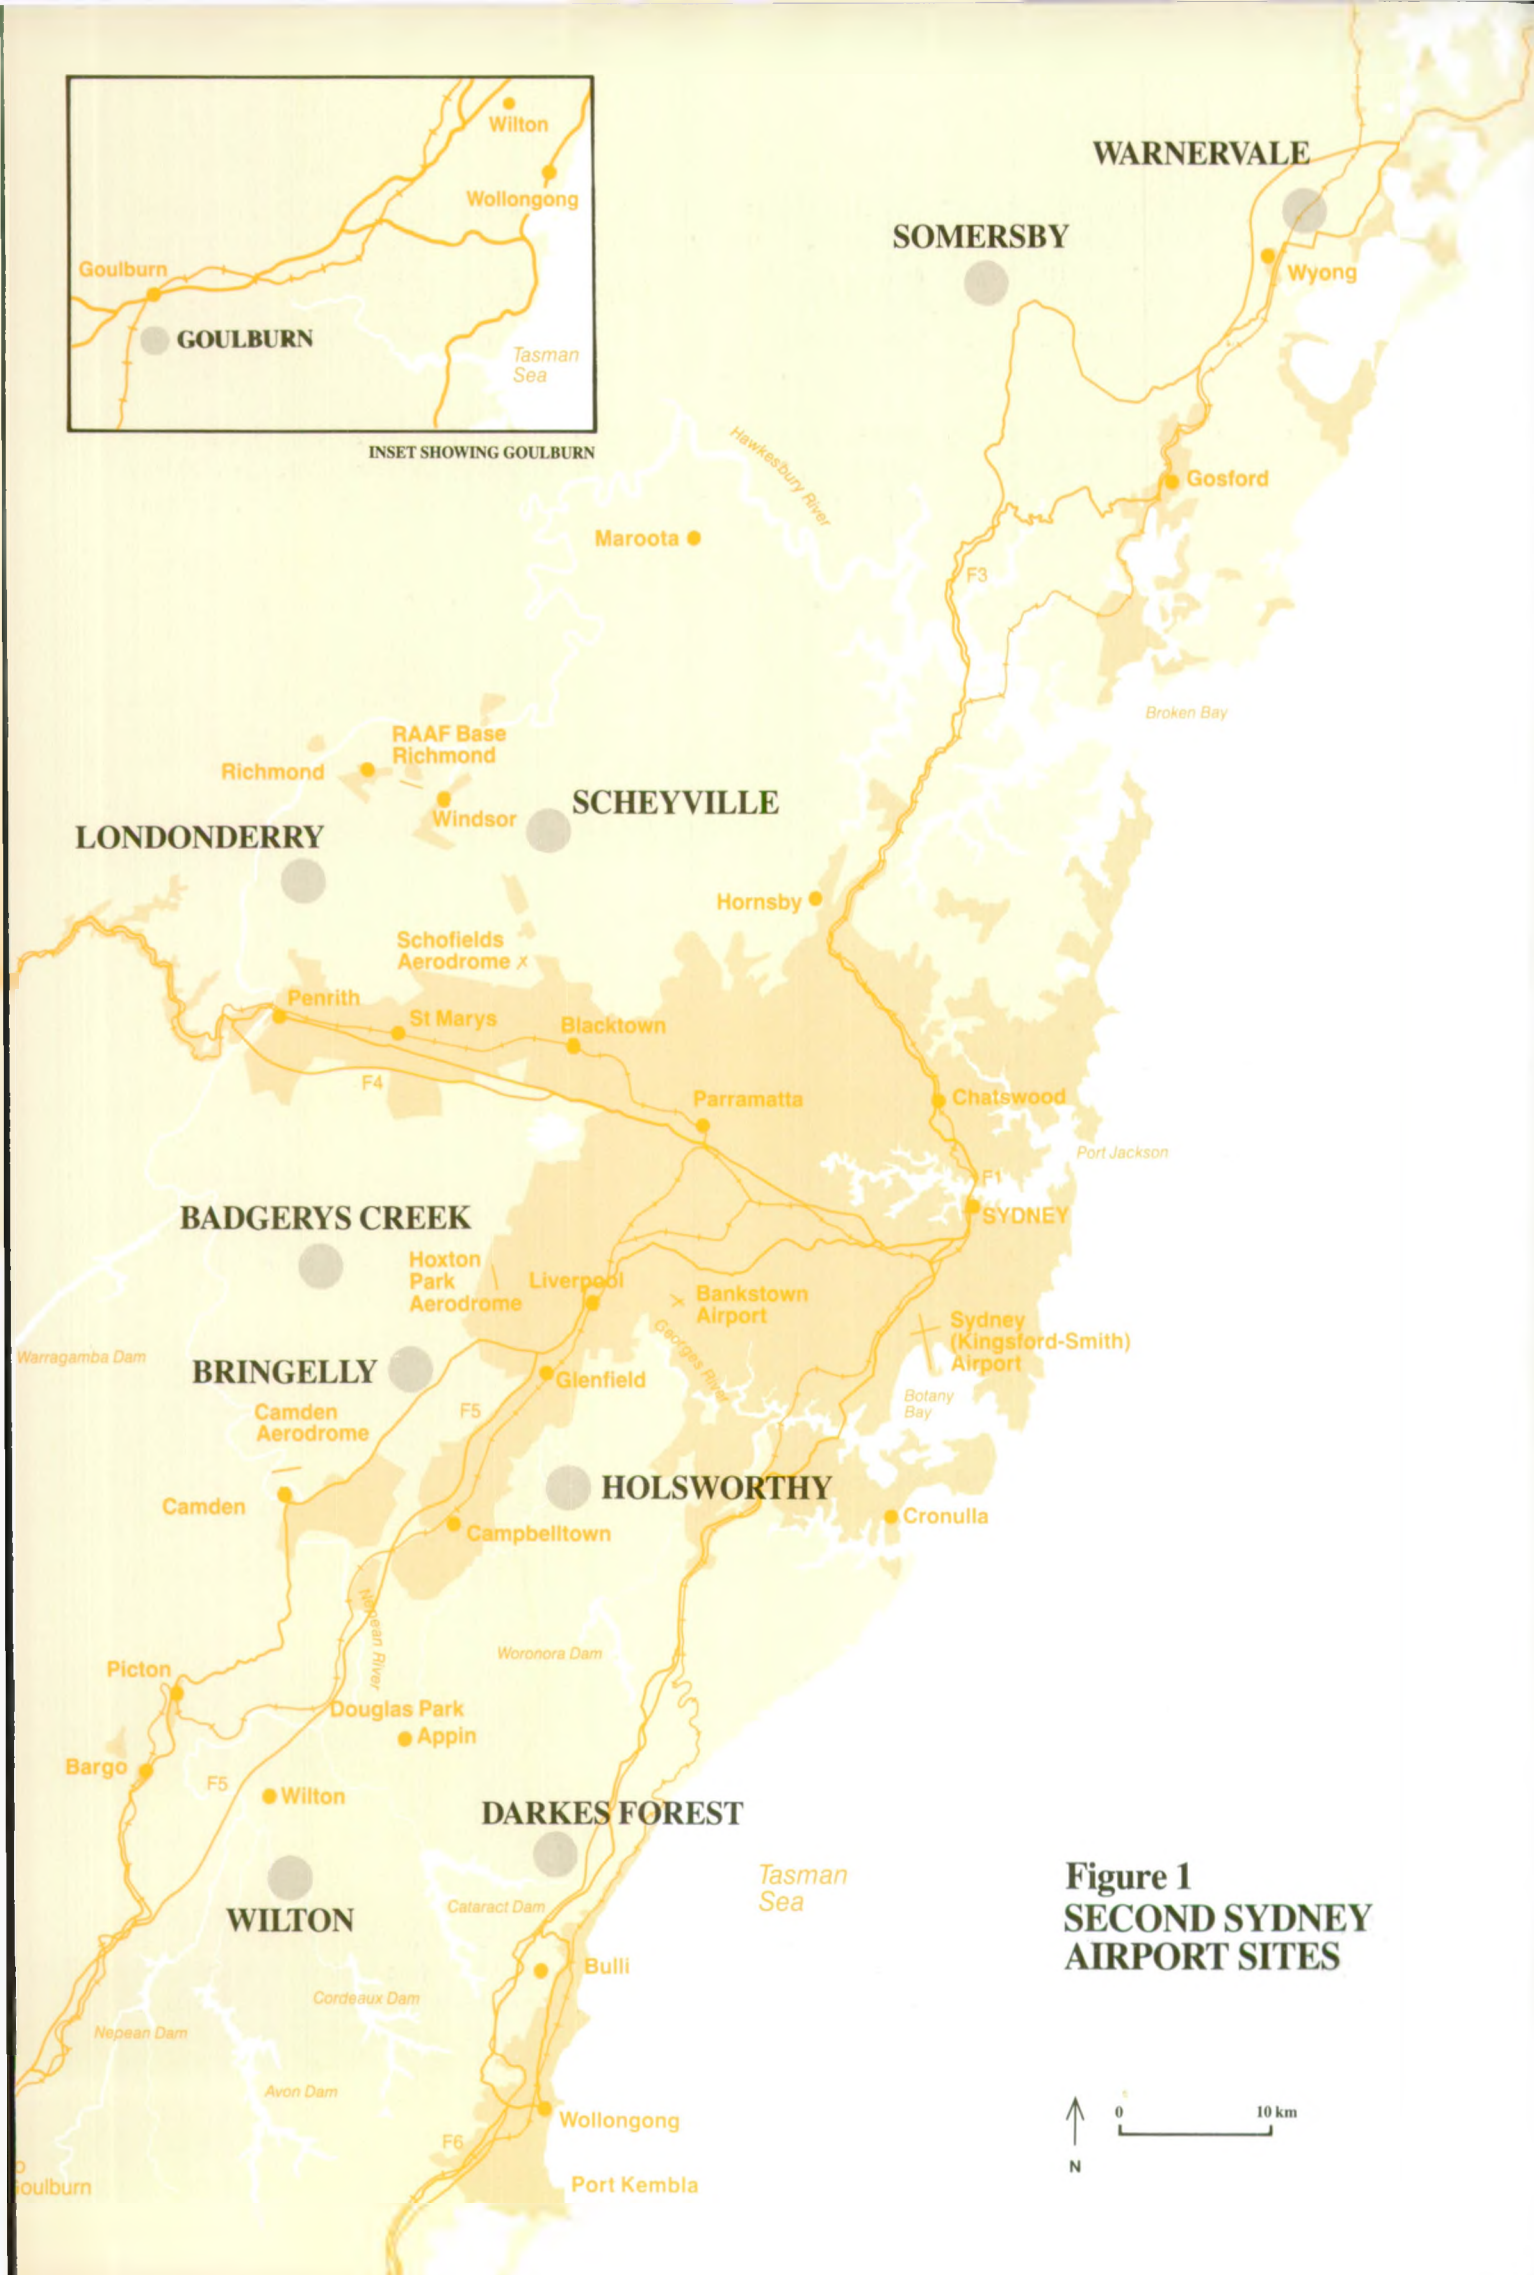 Wilton
Wollongong
Goulburn
GOULBURN
Tasman
Sea
INSET SHOWING GOULBURN
WARNERVALE
SOMERSBY
Wyong
Hawkesbury River
Gosford
Maroota
F3
Broken Bay
RAAF Base
Richmond
Richmond
Windsor
SCHEYVILLE
LONDONDERRY
Hornsby
Schofields
Aerodrome
Penrith
St Marys
Blacktown
F4
Parramatta
Chatswood
Port Jackson
F1
SYDNEY
BADGERYS CREEK
Hoxton
Park
Aerodrome
Liverpool
Bankstown
Airport
Sydney
(Kingsford-Smith)
Airport
Georges River
Warragamba Dam
BRINGELLY
Glenfield
Botany
Bay
Camden
Aerodrome
F5
HOLSWORTHY
Camden
Campbelltown
Cronulla
Nepean River
Woronora Dam
Picton
Douglas Park
Appin
Bargo
F5
Wilton
DARKES FOREST
Tasman
Sea
Cataract Dam
WILTON
Bulli
Cordeaux Dam
Nepean Dam
Avon Dam
Wollongong
F6
Port Kembla
oulburn
Figure 1
SECOND SYDNEY
AIRPORT SITES
0 10 km
N